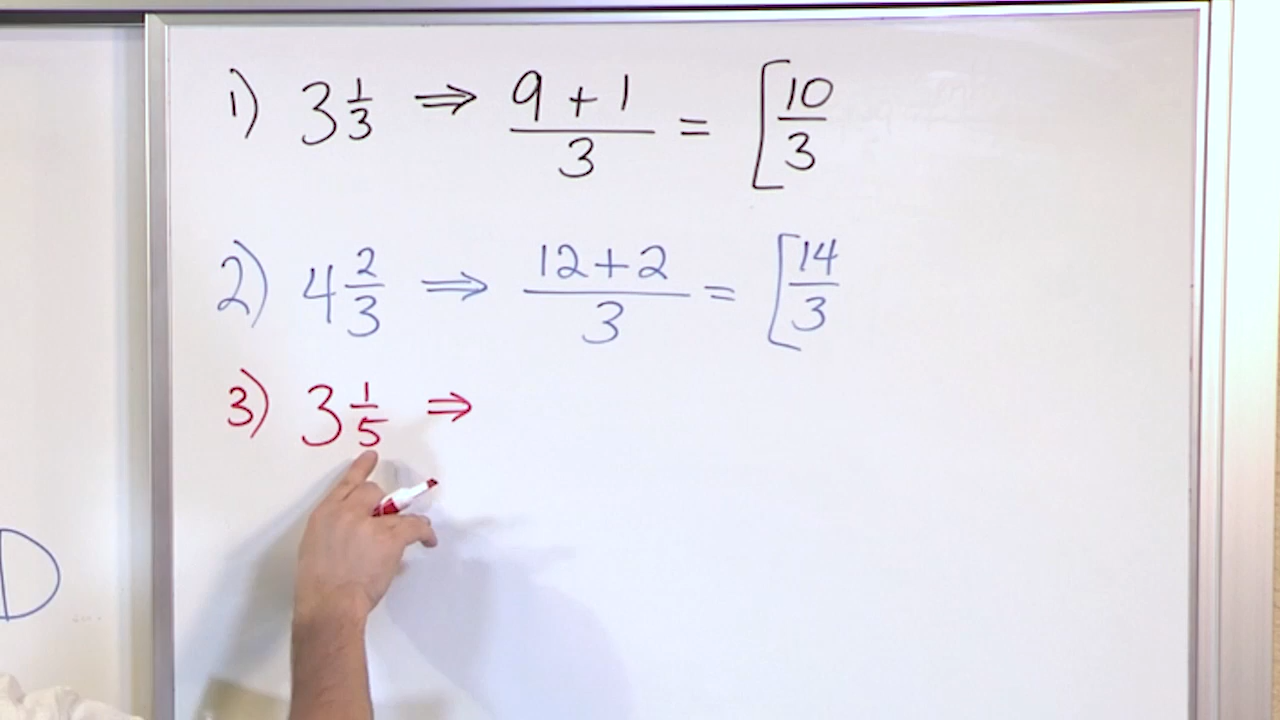 1) 3 1/3 ⇒ (9 + 1)/3 = [10/3
2) 4 2/3 ⇒ (12 + 2)/3 = [14/3
3) 3 1/5 ⇒
D